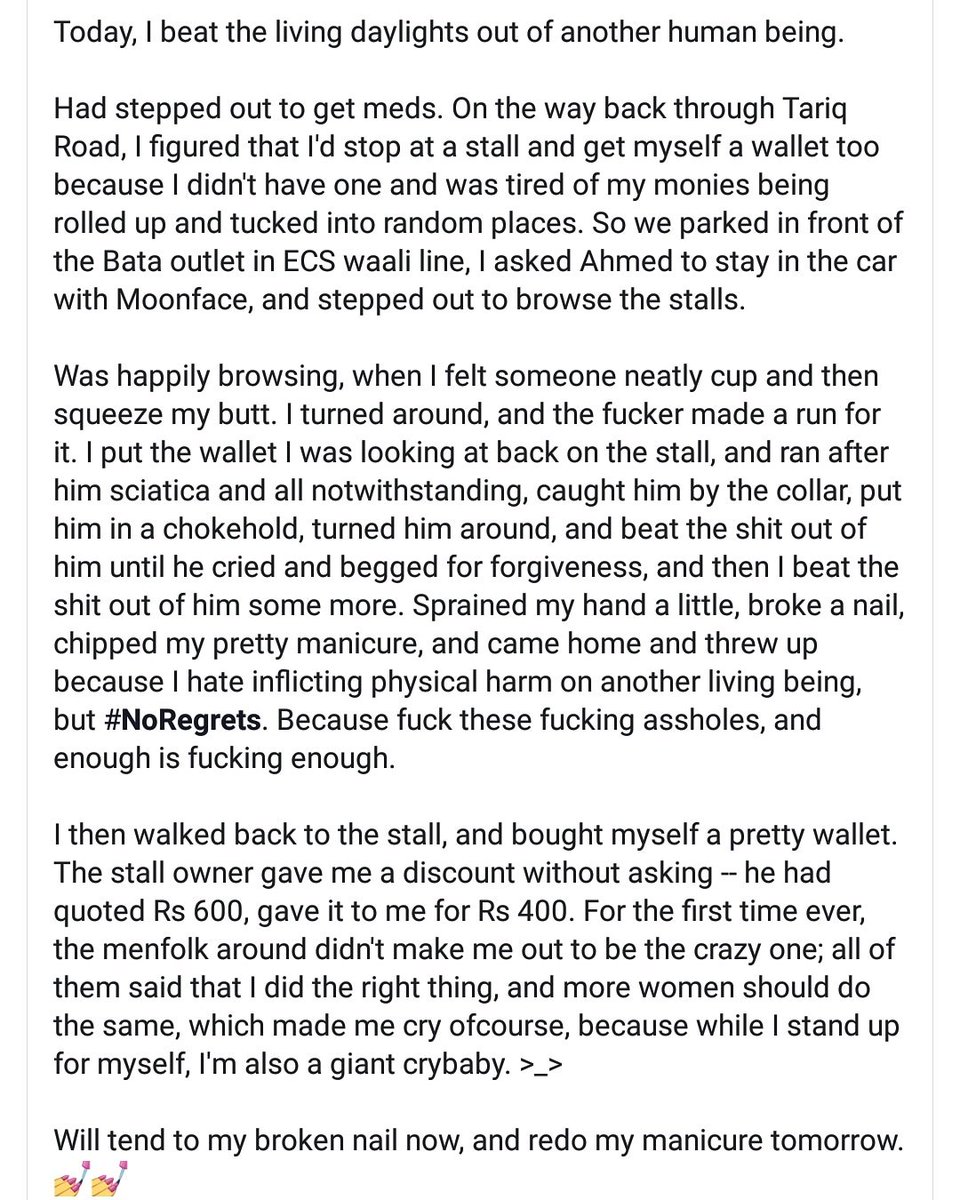 Today, I beat the living daylights out of another human being.
Had stepped out to get meds. On the way back through Tariq
Road, I figured that I'd stop at a stall and get myself a wallet too
because I didn't have one and was tired of my monies being
rolled up and tucked into random places. So we parked in front of
the Bata outlet in ECS waali line, I asked Ahmed to stay in the car
with Moonface, and stepped out to browse the stalls.
Was happily browsing, when I felt someone neatly cup and then
squeeze my butt. I turned around, and the fucker made a run for
it. I put the wallet I was looking at back on the stall, and ran after
him sciatica and all notwithstanding, caught him by the collar, put
him in a chokehold, turned him around, and beat the shit out of
him until he cried and begged for forgiveness, and then I beat the
shit out of him some more. Sprained my hand a little, broke a nail,
chipped my pretty manicure, and came home and threw up
because I hate inflicting physical harm on another living being,
but #NoRegrets. Because fuck these fucking assholes, and
enough is fucking enough.
I then walked back to the stall, and bought myself a pretty wallet.
The stall owner gave me a discount without asking -- he had
quoted Rs 600, gave it to me for Rs 400. For the first time ever,
the menfolk around didn't make me out to be the crazy one; all of
them said that I did the right thing, and more women should do
the same, which made me cry ofcourse, because while I stand up
for myself, I'm also a giant crybaby. >_>
Will tend to my broken nail now, and redo my manicure tomorrow.
💅💅